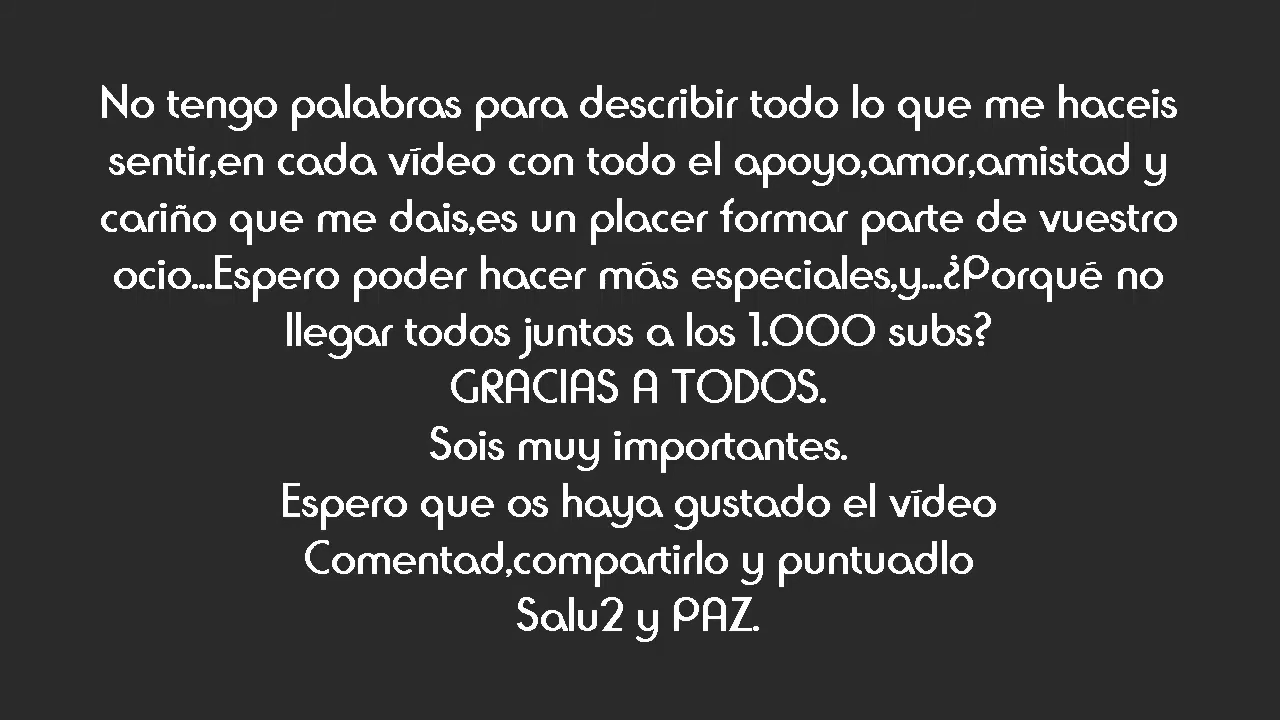 No tengo palabras para describir todo lo que me haceis
sentir,en cada vídeo con todo el apoyo,amor,amistad y
cariño que me dais,es un placer formar parte de vuestro
ocio...Espero poder hacer más especiales,y...¿Porqué no
llegar todos juntos a los 1.000 subs?
GRACIAS A TODOS.
Sois muy importantes.
Espero que os haya gustado el vídeo
Comentad,compartirlo y puntuadlo
Salu2 y PAZ.